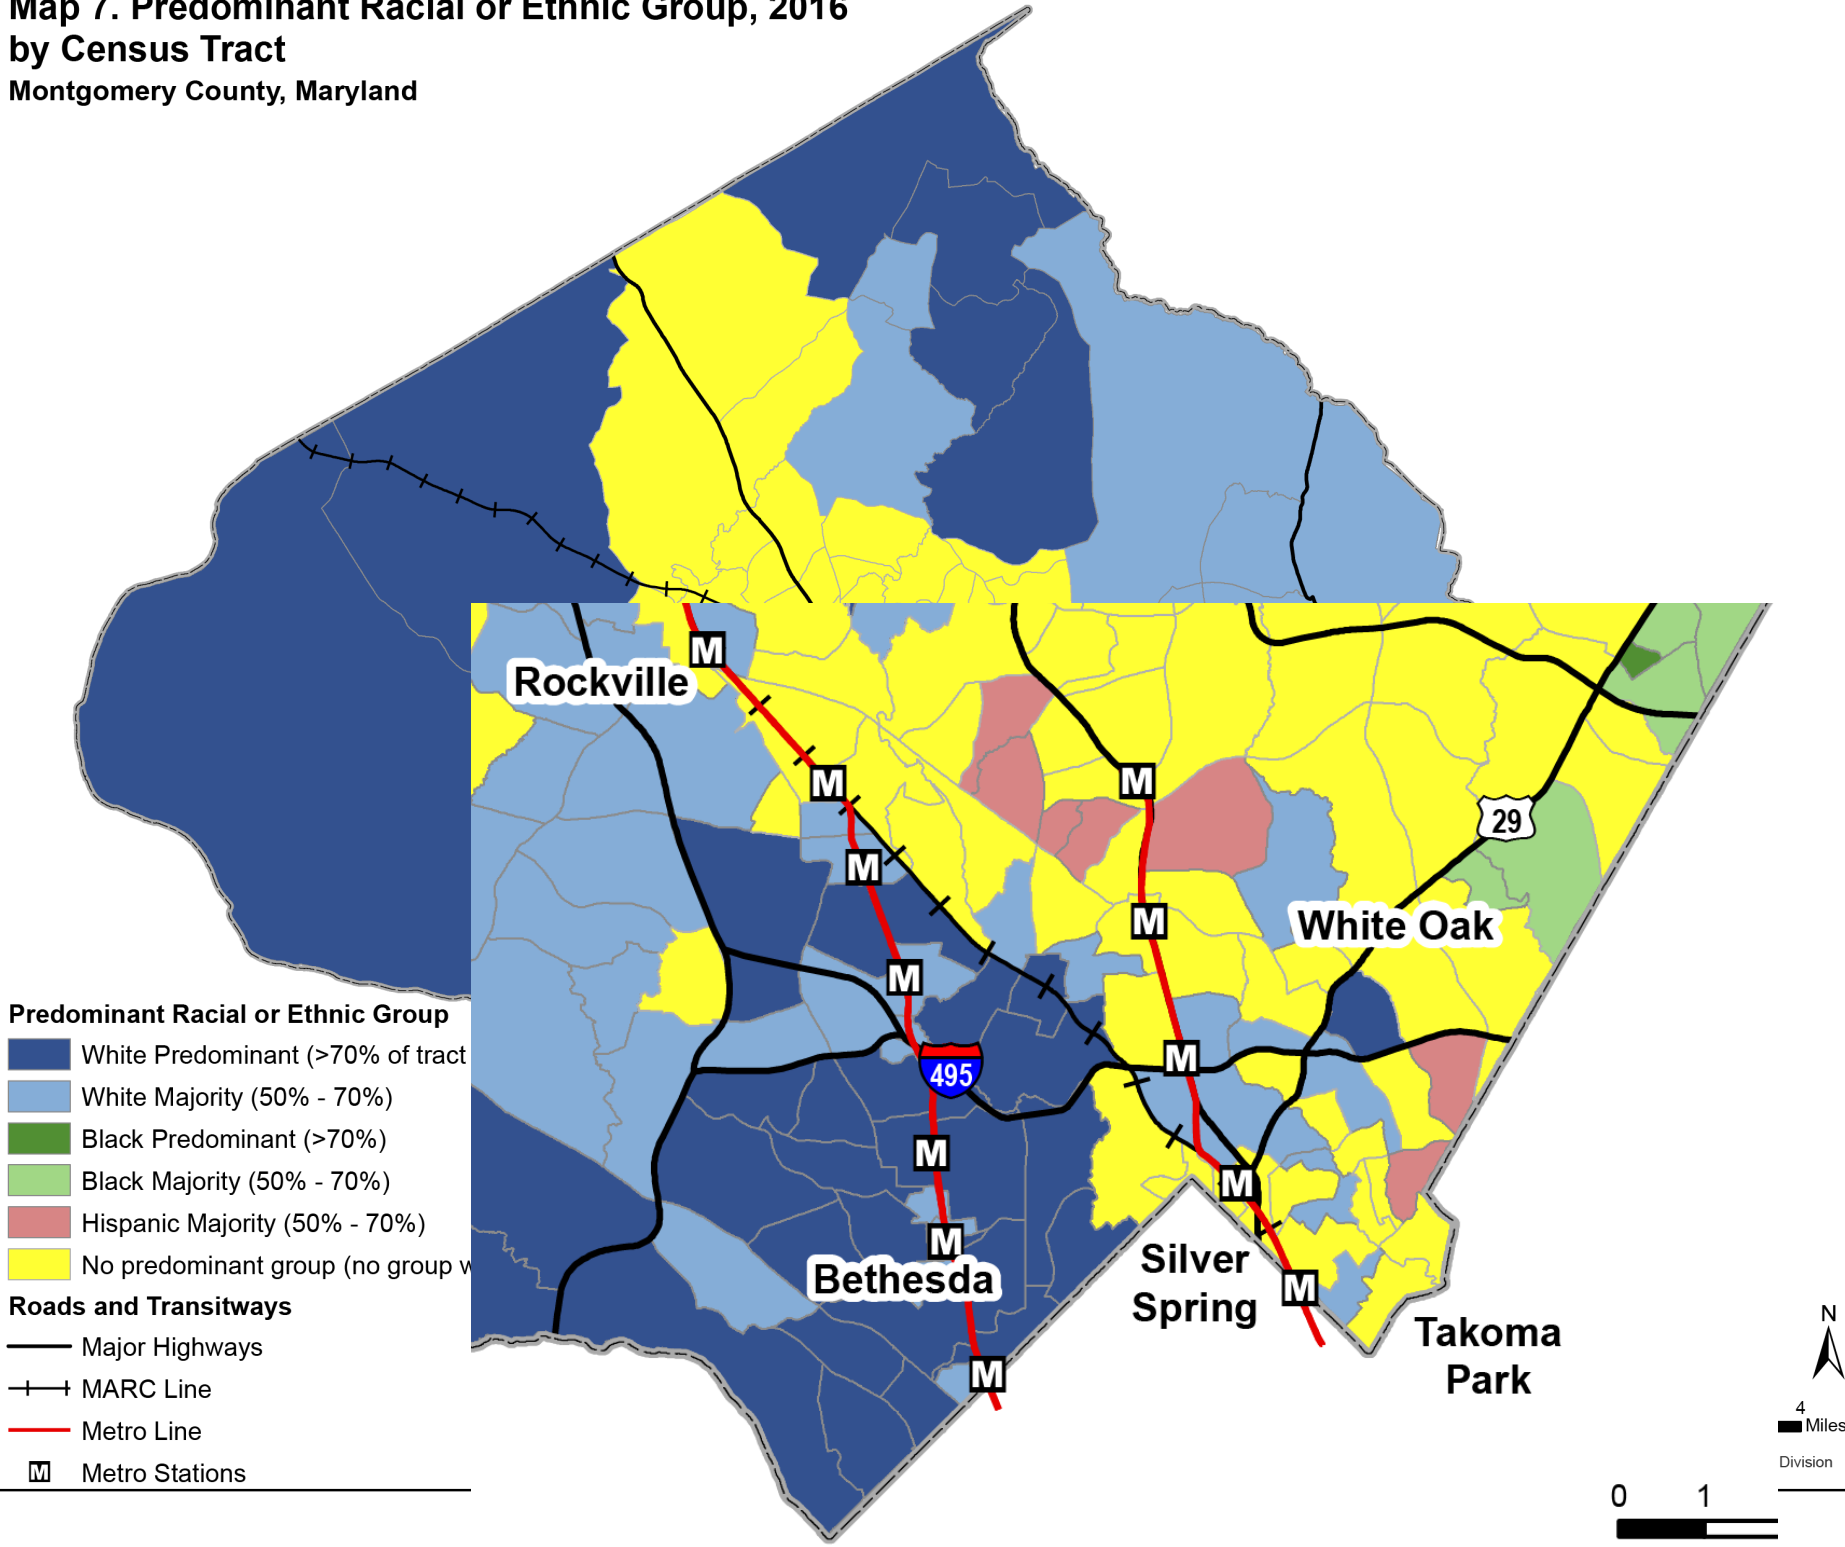 Map 7. Predominant Racial or Ethnic Group, 2016
by Census Tract
Montgomery County, Maryland
M
Rockville
M
M
29
M
M
White Oak
M
M
495
M
M
M
Bethesda
Silver
Spring
M
M
Takoma
Park
M
Predominant Racial or Ethnic Group
White Predominant (>70% of tract
White Majority (50% - 70%)
Black Predominant (>70%)
Black Majority (50% - 70%)
Hispanic Majority (50% - 70%)
No predominant group (no group w
Roads and Transitways
Major Highways
MARC Line
Metro Line
M Metro Stations
N
4
Miles
Division
0 1